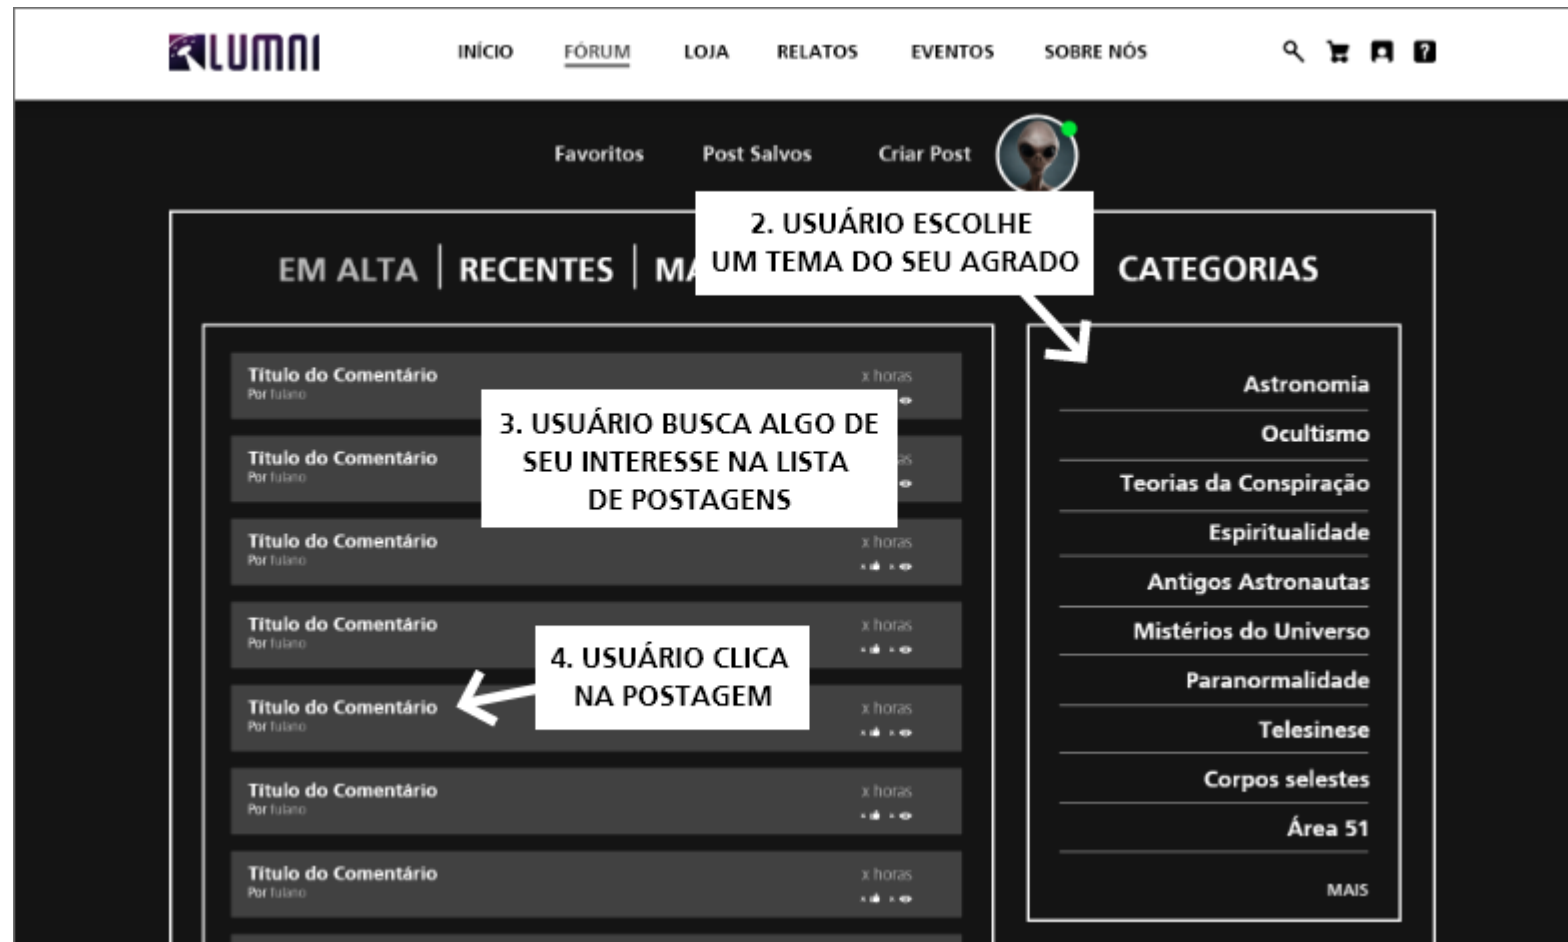 LUMNI
INÍCIO FÓRUM LOJA RELATOS EVENTOS SOBRE NÓS
Favoritos Post Salvos Criar Post
2. USUÁRIO ESCOLHE
UM TEMA DO SEU AGRADO
EM ALTA RECENTES
CATEGORIAS
Título do Comentário x horas
Por fulano
3. USUÁRIO BUSCA ALGO DE
SEU INTERESSE NA LISTA
DE POSTAGENS
Título do Comentário
Por fulano
Título do Comentário x horas
Por fulano
Título do Comentário x horas
Por fulano
4. USUÁRIO CLICA
NA POSTAGEM
Título do Comentário x horas
Por fulano
Título do Comentário x horas
Por fulano
Título do Comentário x horas
Por fulano
Astronomia
Ocultismo
Teorias da Conspiração
Espiritualidade
Antigos Astronautas
Mistérios do Universo
Paranormalidade
Telesinese
Corpos selestes
Área 51
MAIS